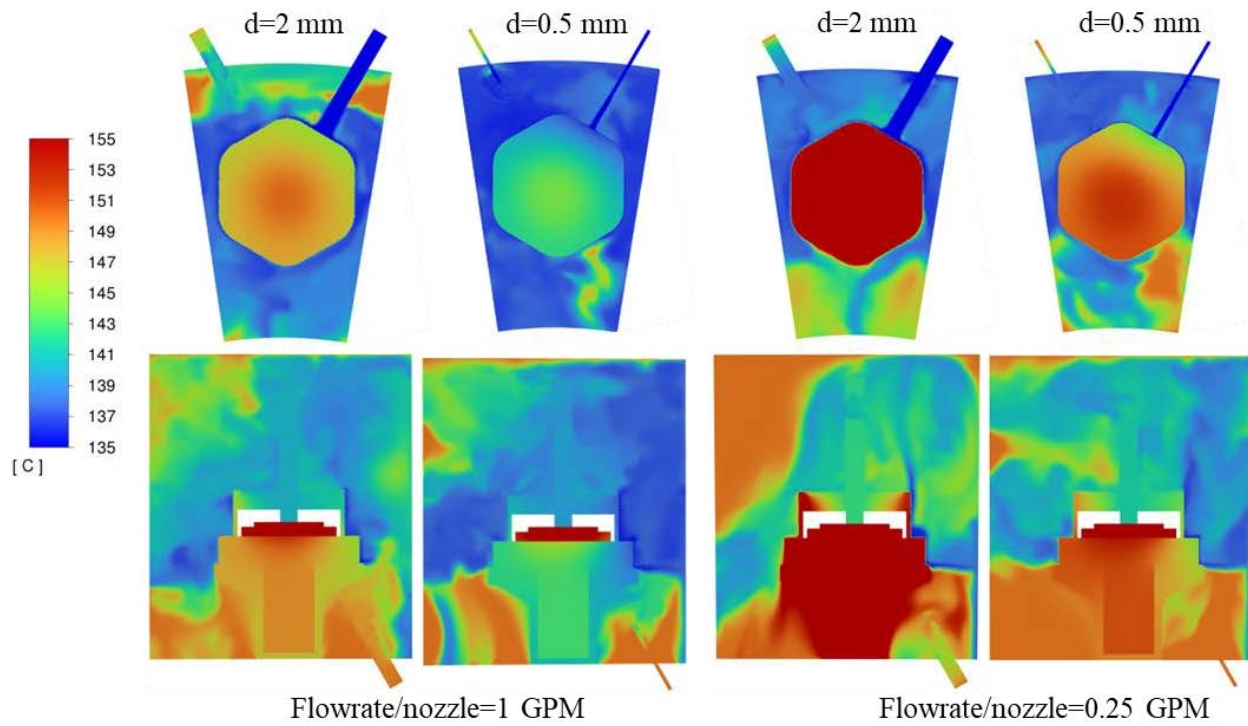 d=2 mm
d=0.5 mm
d=2 mm
d=0.5 mm
155
153
151
149
147
145
143
141
139
137
135
[ C ]
Flowrate/nozzle=1 GPM
Flowrate/nozzle=0.25 GPM